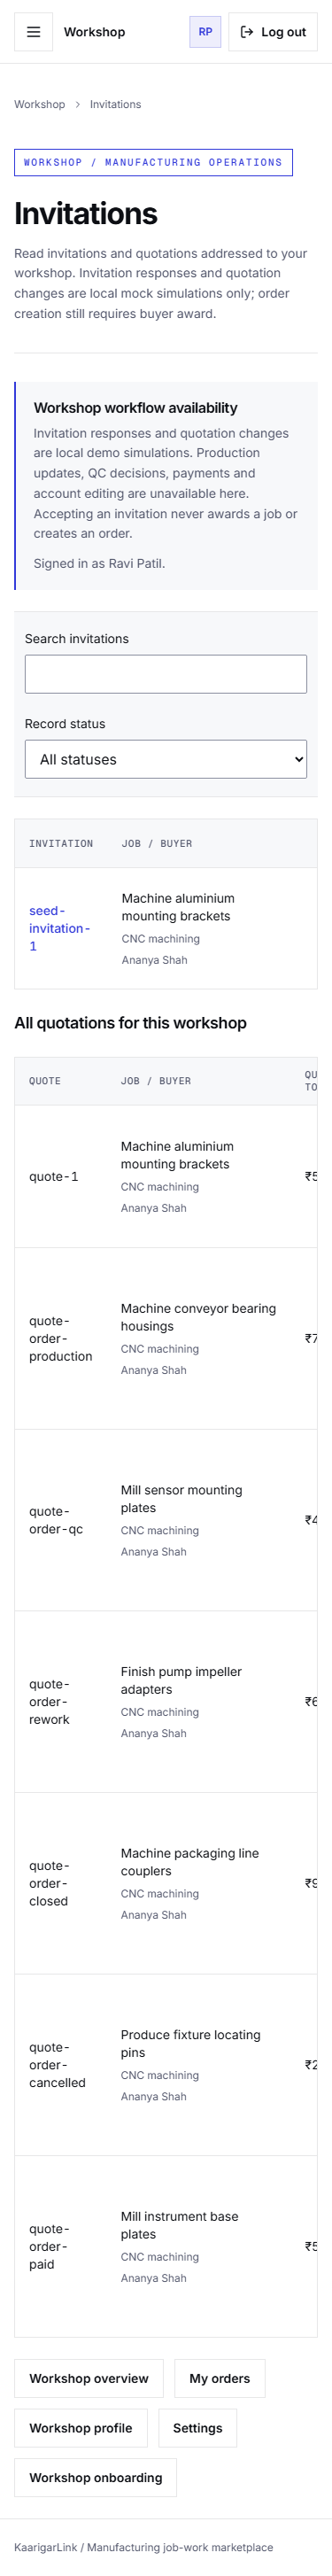 Workshop
RP
Log out
Workshop > Invitations
WORKSHOP / MANUFACTURING OPERATIONS
Invitations
Read invitations and quotations addressed to your
workshop. Invitation responses and quotation
changes are local mock simulations only; order
creation still requires buyer award.
Workshop workflow availability
Invitation responses and quotation changes
are local demo simulations. Production
updates, QC decisions, payments and
account editing are unavailable here.
Accepting an invitation never awards a job or
creates an order.
Signed in as Ravi Patil.
Search invitations
Record status
All statuses
INVITATION JOB / BUYER
seed-
invitation-
1
Machine aluminium
mounting brackets
CNC machining
Ananya Shah
All quotations for this workshop
QUOTE JOB / BUYER QU
TO
quote-1
Machine aluminium
mounting brackets
CNC machining
Ananya Shah
₹5
quote-
order-
production
Machine conveyor bearing
housings
CNC machining
Ananya Shah
₹7
quote-
order-qc
Mill sensor mounting
plates
CNC machining
Ananya Shah
₹4
quote-
order-
rework
Finish pump impeller
adapters
CNC machining
Ananya Shah
₹6
quote-
order-
closed
Machine packaging line
couplers
CNC machining
Ananya Shah
₹9
quote-
order-
cancelled
Produce fixture locating
pins
CNC machining
Ananya Shah
₹2
quote-
order-
paid
Mill instrument base
plates
CNC machining
Ananya Shah
₹5
Workshop overview
My orders
Workshop profile
Settings
Workshop onboarding
KaarigarLink / Manufacturing job-work marketplace